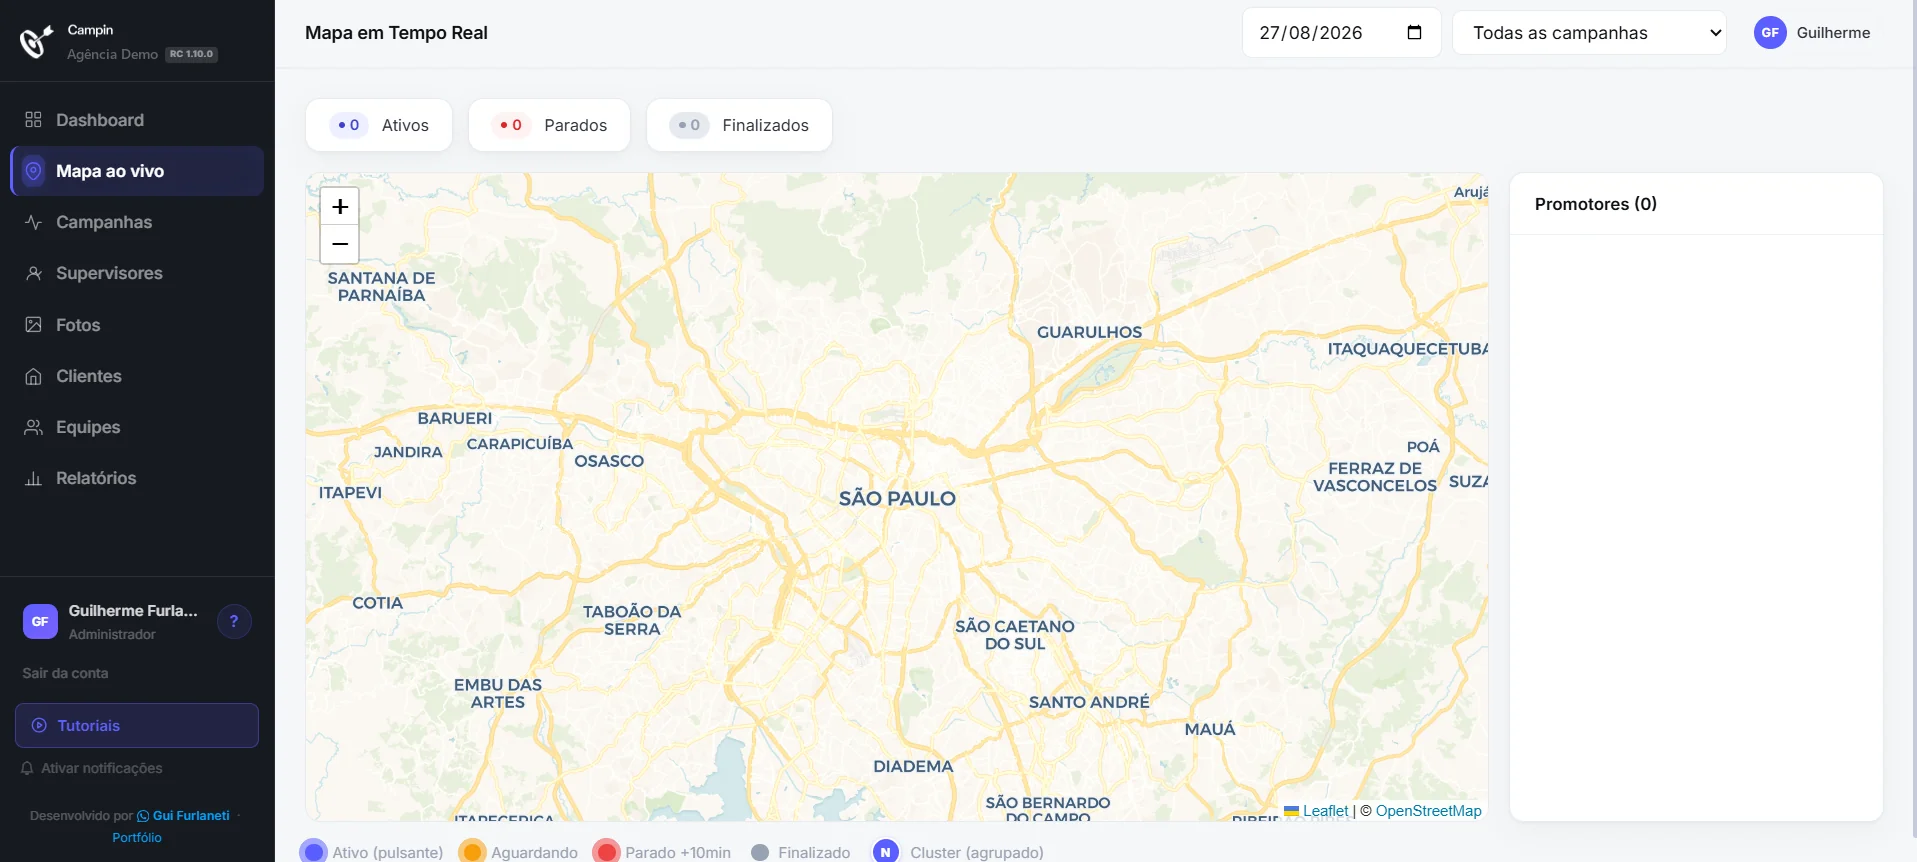 Campin
Agência Demo RC 1.10.0
Dashboard
Mapa ao vivo
Campanhas
Supervisores
Fotos
Clientes
Equipes
Relatórios
GF
Guilherme Furla...
Administrador
?
Sair da conta
Tutoriais
Ativar notificações
Desenvolvido por Gui Furlaneti ·
Portfólio
Mapa em Tempo Real
27/08/2026
Todas as campanhas
GF Guilherme
0 Ativos
0 Parados
0 Finalizados
+
−
Arujá
SANTANA DE
PARNAÍBA
GUARULHOS
ITAQUAQUECETUBA
BARUERI
CARAPICUÍBA
JANDIRA
OSASCO
POÁ
FERRAZ DE
VASCONCELOS
SUZA
ITAPEVI
SÃO PAULO
COTIA
TABOÃO DA
SERRA
SÃO CAETANO
DO SUL
EMBU DAS
ARTES
SANTO ANDRÉ
MAUÁ
DIADEMA
SÃO BERNARDO
DO CAMPO
ITAPECERICA
Leaflet | © OpenStreetMap
Promotores (0)
Ativo (pulsante)
Aguardando
Parado +10min
Finalizado
N Cluster (agrupado)